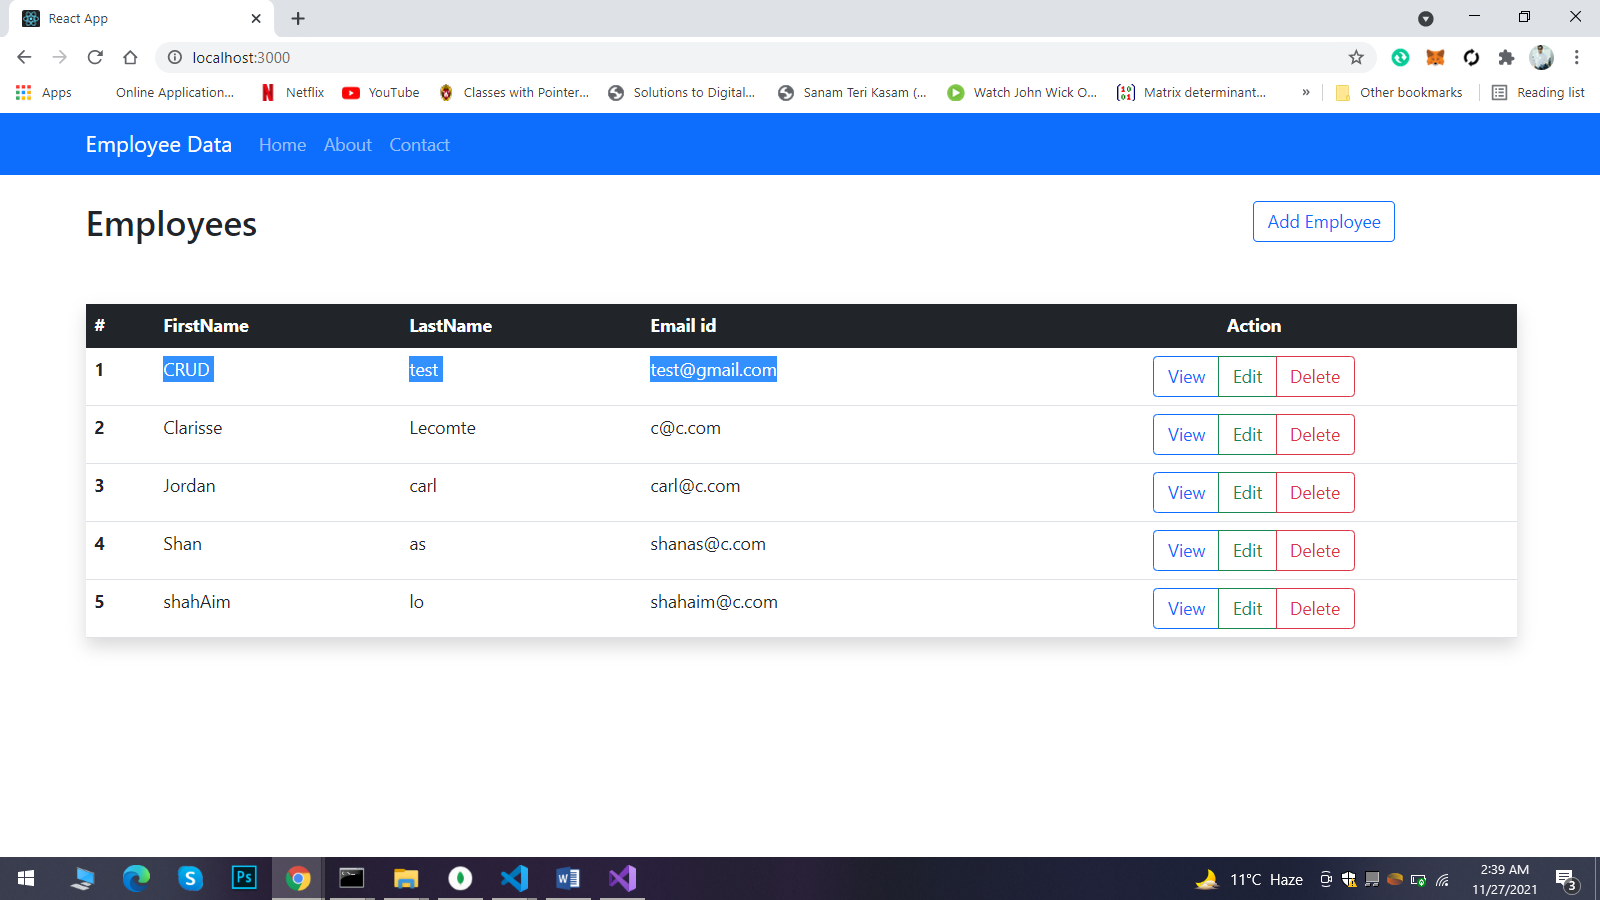 React App
localhost:3000
Apps Online Application... Netflix YouTube Classes with Pointer... Solutions to Digital... Sanam Teri Kasam (... Watch John Wick O... Matrix determinant... » Other bookmarks Reading list
Employee Data Home About Contact
Employees Add Employee
# FirstName LastName Email id Action
1 CRUD test test@gmail.com View Edit Delete
2 Clarisse Lecomte c@c.com View Edit Delete
3 Jordan carl carl@c.com View Edit Delete
4 Shan as shanas@c.com View Edit Delete
5 shahAim lo shahaim@c.com View Edit Delete
11°C Haze
2:39 AM
11/27/2021
3
Ps